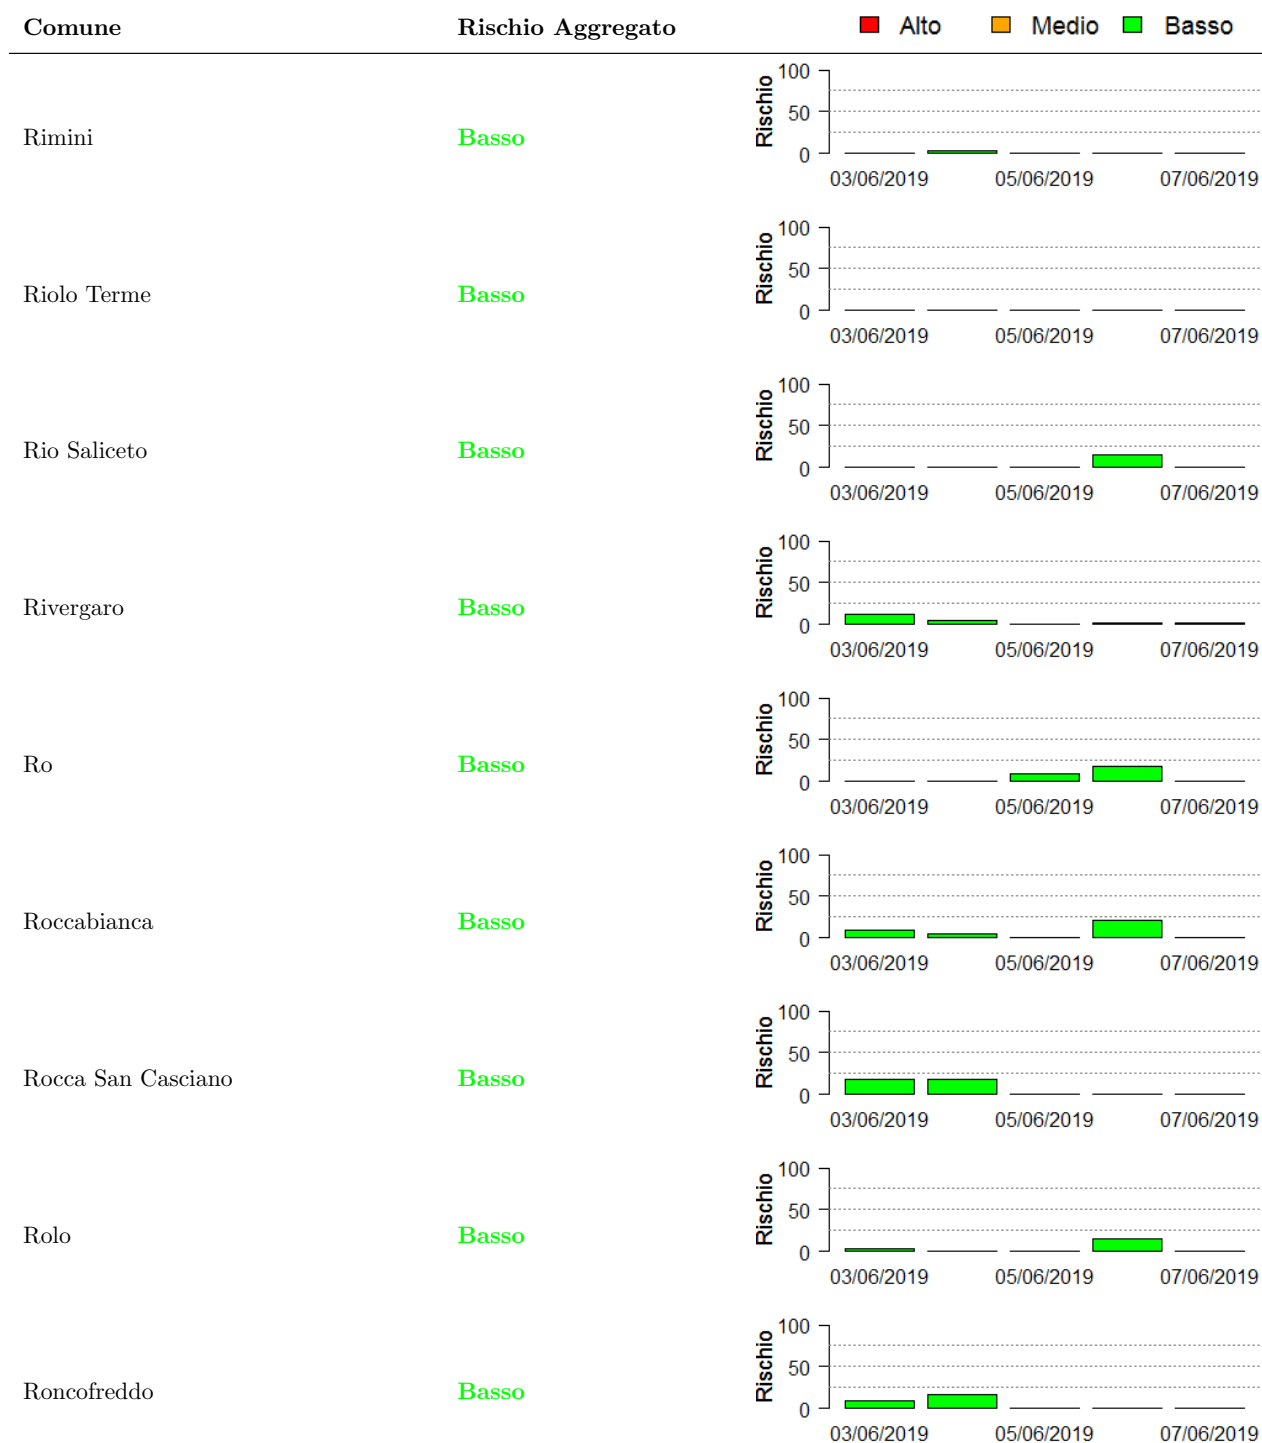 Comune Rischio Aggregato Alto Medio Basso
100
50
0
Rischio
Rimini Basso
03/06/2019 05/06/2019 07/06/2019
100
50
0
Rischio
Riolo Terme Basso
03/06/2019 05/06/2019 07/06/2019
100
50
0
Rischio
Rio Saliceto Basso
03/06/2019 05/06/2019 07/06/2019
100
50
0
Rischio
Rivergaro Basso
03/06/2019 05/06/2019 07/06/2019
100
50
0
Rischio
Ro Basso
03/06/2019 05/06/2019 07/06/2019
100
50
0
Rischio
Roccabianca Basso
03/06/2019 05/06/2019 07/06/2019
100
50
0
Rischio
Rocca San Casciano Basso
03/06/2019 05/06/2019 07/06/2019
100
50
0
Rischio
Rolo Basso
03/06/2019 05/06/2019 07/06/2019
100
50
0
Rischio
Roncofreddo Basso
03/06/2019 05/06/2019 07/06/2019